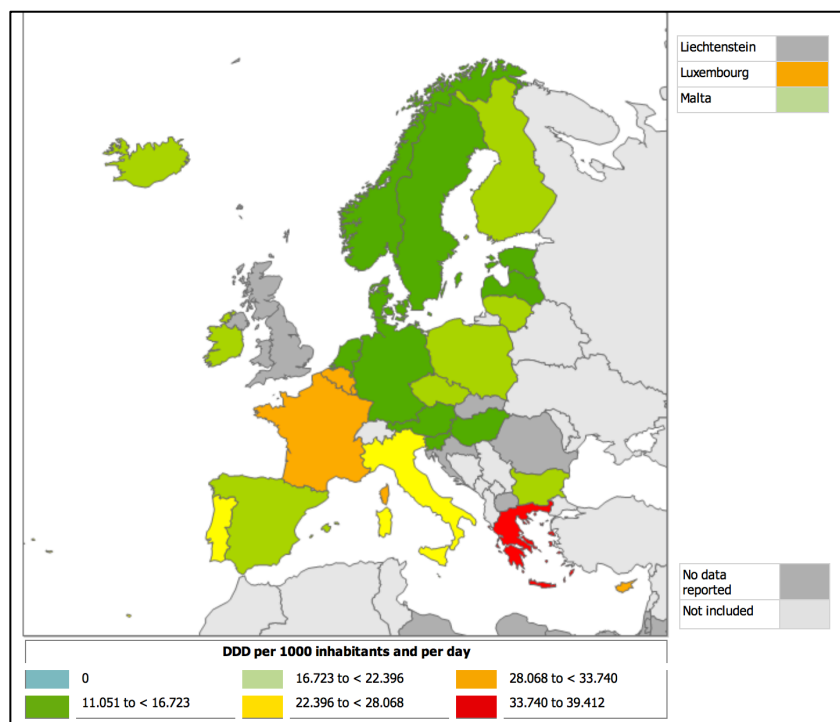 Liechtenstein
Luxembourg
Malta
No data
reported
Not included
DDD per 1000 inhabitants and per day
0
16.723 to < 22.396
28.068 to < 33.740
11.051 to < 16.723
22.396 to < 28.068
33.740 to 39.412